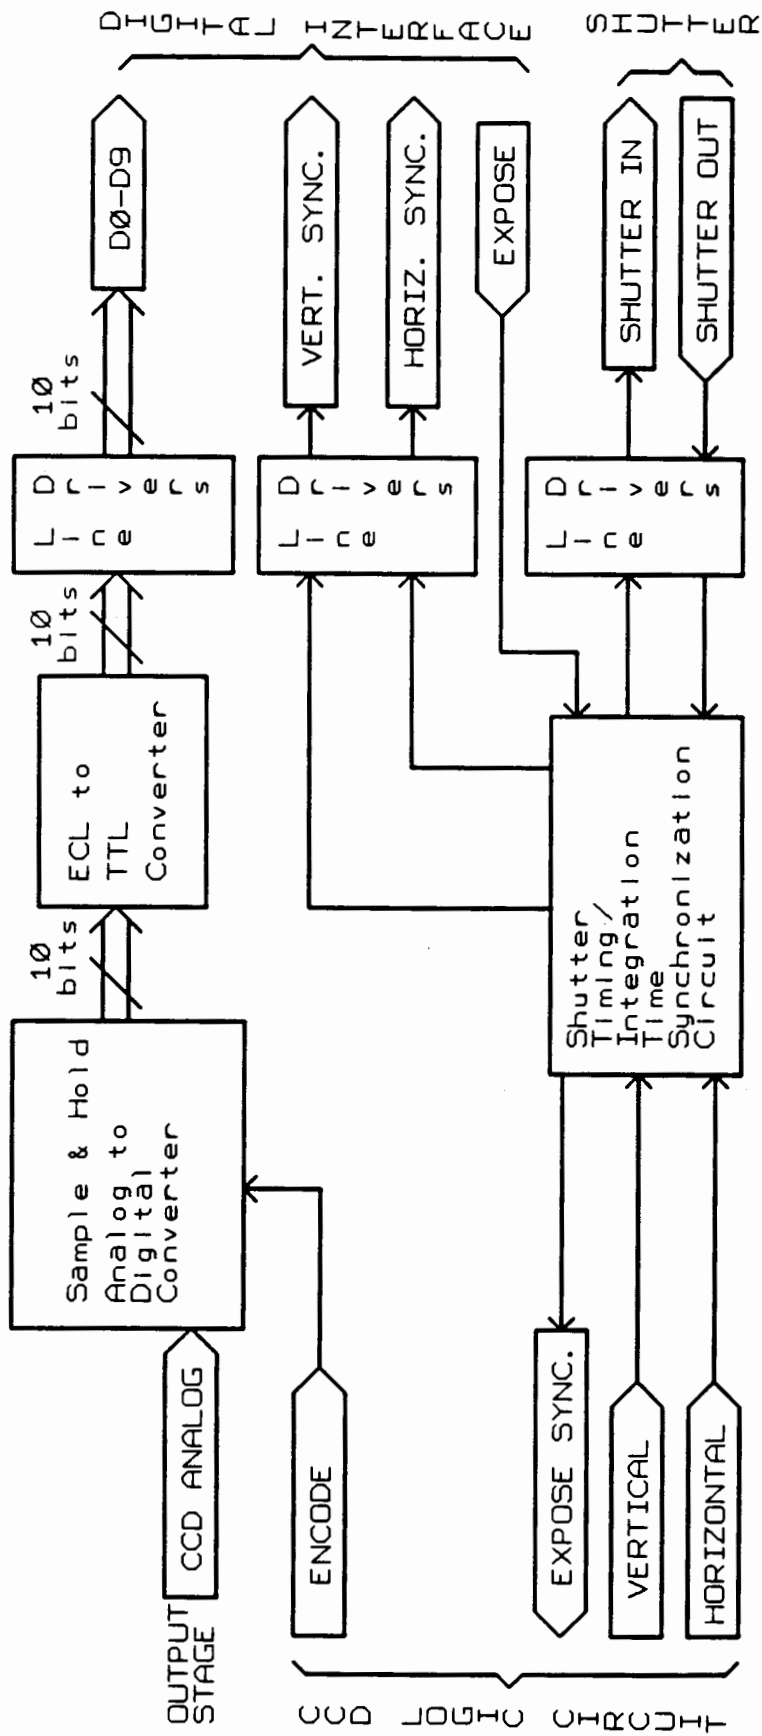 OUTPUT
STAGE
CCD ANALOG
Sample & Hold
Analog to
Digital
Converter
10
bits
ECL to
TTL
Converter
10
bits
Line
Drivers
10
bits
DØ-D9
DIGITAL INTERFACE
ENCODE
Line
Drivers
VERT. SYNC.
HORIZ. SYNC.
EXPOSE
CCD LOGIC CIRCUIT
EXPOSE SYNC.
VERTICAL
HORIZONTAL
Shutter
Timing/
Integration
Time
Synchronization
Circuit
Line
Drivers
SHUTTER IN
SHUTTER OUT
SHUTTER